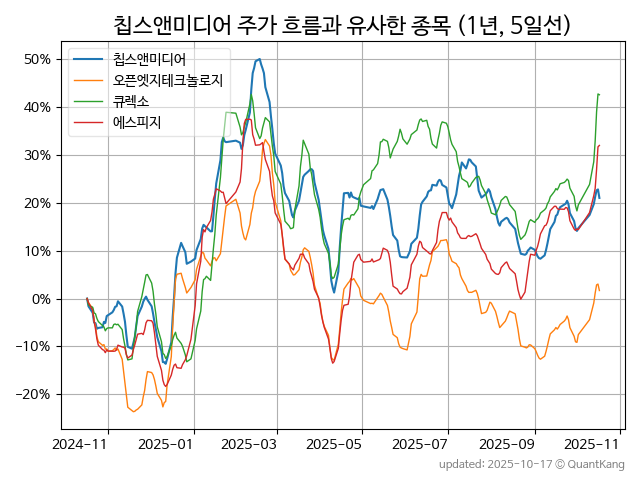 칩스앤미디어 주가 흐름과 유사한 종목 (1년, 5일선)
칩스앤미디어
오픈엣지테크놀로지
큐렉소
에스피지
50%
40%
30%
20%
10%
0%
−10%
−20%
2024-11 2025-01 2025-03 2025-05 2025-07 2025-09 2025-11
updated: 2025-10-17 © QuantKang